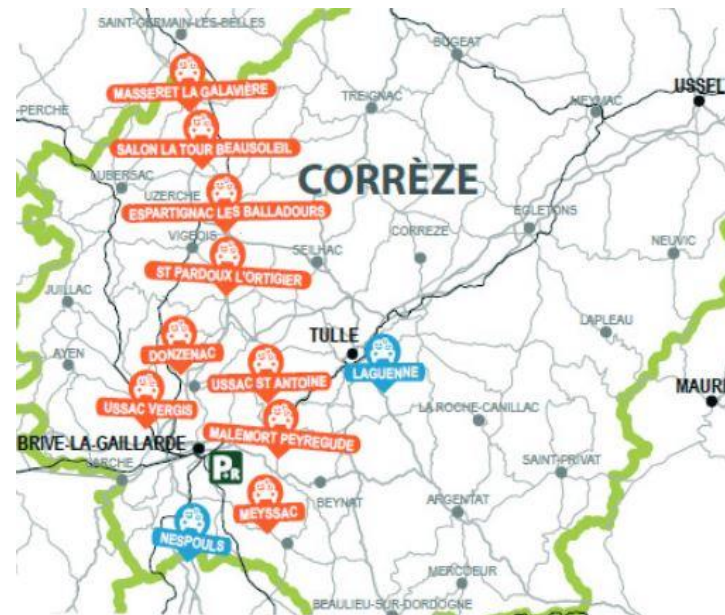 SAINT-GERMAIN-LES-BELLES
BUGEAT
MASSERET LA GALAVIÈRE
USSEL
-PERCHE
TREIGNAC
MEYMAC
SALON LA TOUR BEAUSOLEIL
CORRÈZE
LUBERSAC
UZERCHE
ESPARTIGNAC LES BALLADOURS
EGLETONS
VIGEOIS
CORREZE
SEILHAC
NEUVIC
ST PARDOUX L'ORTIGIER
JUILLAC
LAPLEAU
TULLE
DONZENAC
AYEN
LAGUENNE
USSAC ST ANTOINE
MAURI
USSAC VERGIS
LA ROCHE-CANILLAC
MALEMORT PEYREGUDE
BRIVE-LA-GAILLARDE
SAINT-PRIVAT
LARCHE
P+R
BEYNAT
MEYSSAC
ARGENTAT
NESPOULS
MERCOEUR
BEAULIEU-SUR-DORDOGNE